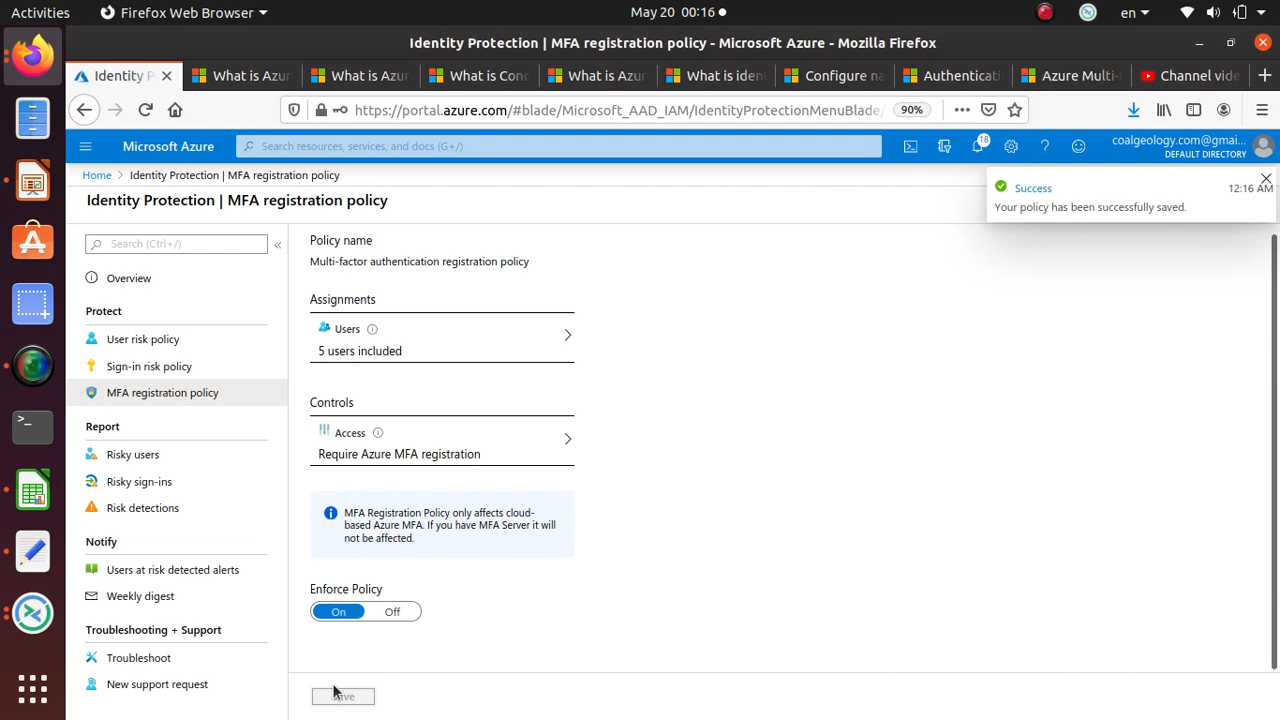 Activities
Firefox Web Browser
May 20 00:16
en
Identity Protection | MFA registration policy - Microsoft Azure - Mozilla Firefox
Identity P
What is Azu
What is Azur
What is Con
What is Azu
What is iden
Configure na
Authenticati
Azure Multi-
Channel vide
https://portal.azure.com/#blade/Microsoft_AAD_IAM/IdentityProtectionMenuBlade/
90%
Microsoft Azure
Search resources, services, and docs (G+/)
18
coalgeology.com@gmai...
DEFAULT DIRECTORY
Home
Identity Protection | MFA registration policy
Identity Protection | MFA registration policy
Success
12:16 AM
Your policy has been successfully saved.
Search (Ctrl+/)
Overview
Protect
User risk policy
Sign-in risk policy
MFA registration policy
Report
Risky users
Risky sign-ins
Risk detections
Notify
Users at risk detected alerts
Weekly digest
Troubleshooting + Support
Troubleshoot
New support request
Policy name
Multi-factor authentication registration policy
Assignments
Users
5 users included
Controls
Access
Require Azure MFA registration
MFA Registration Policy only affects cloud-
based Azure MFA. If you have MFA Server it will
not be affected.
Enforce Policy
On
Off
Save